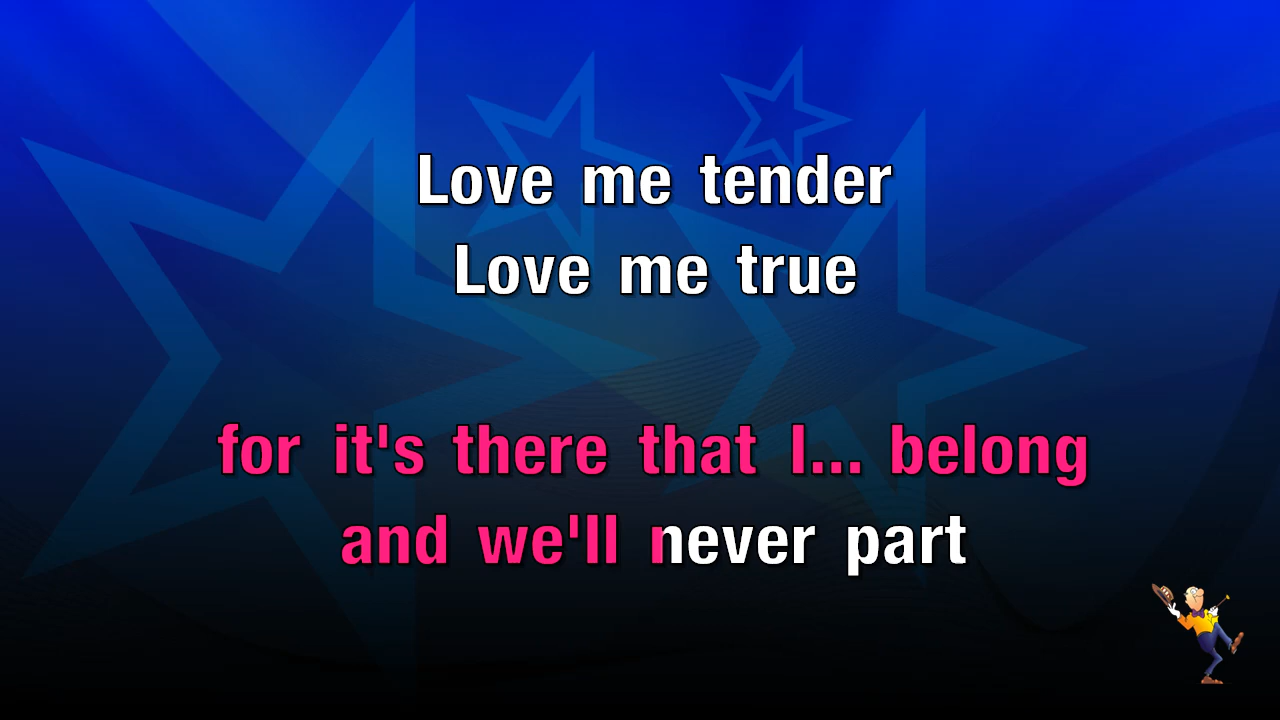 Love me tender
Love me true
for it's there that I... belong
and we'll never part